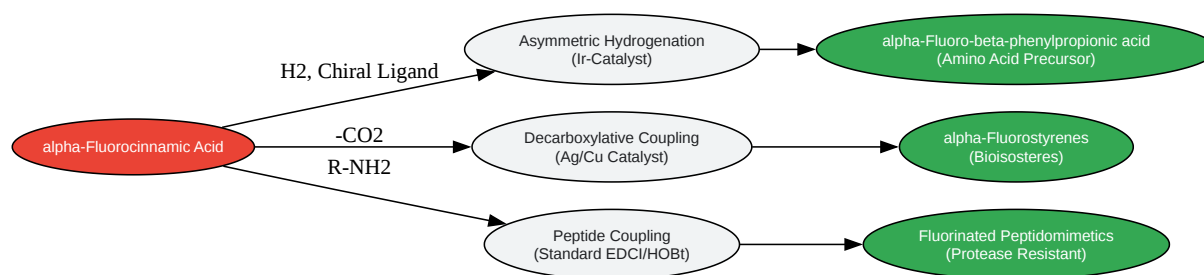 alpha-Fluorocinnamic Acid
H2, Chiral Ligand
-CO2
R-NH2
Asymmetric Hydrogenation
(Ir-Catalyst)
alpha-Fluoro-beta-phenylpropionic acid
(Amino Acid Precursor)
Decarboxylative Coupling
(Ag/Cu Catalyst)
alpha-Fluorostyrenes
(Bioisosteres)
Peptide Coupling
(Standard EDCI/HOBt)
Fluorinated Peptidomimetics
(Protease Resistant)